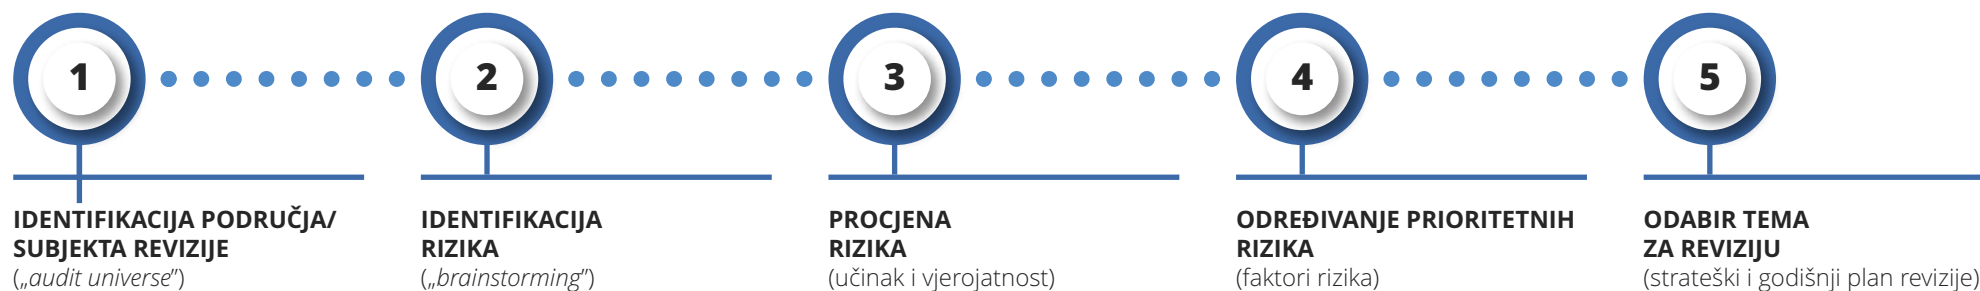 1
2
3
4
5
IDENTIFIKACIJA PODRUČJA/
SUBJEKTA REVIZIJE
(„audit universe")
IDENTIFIKACIJA
RIZIKA
(„brainstorming")
PROCJENA
RIZIKA
(učinak i vjerojatnost)
ODREĐIVANJE PRIORITETNIH
RIZIKA
(faktori rizika)
ODABIR TEMA
ZA REVIZIJU
(strateški i godišnji plan revizije)